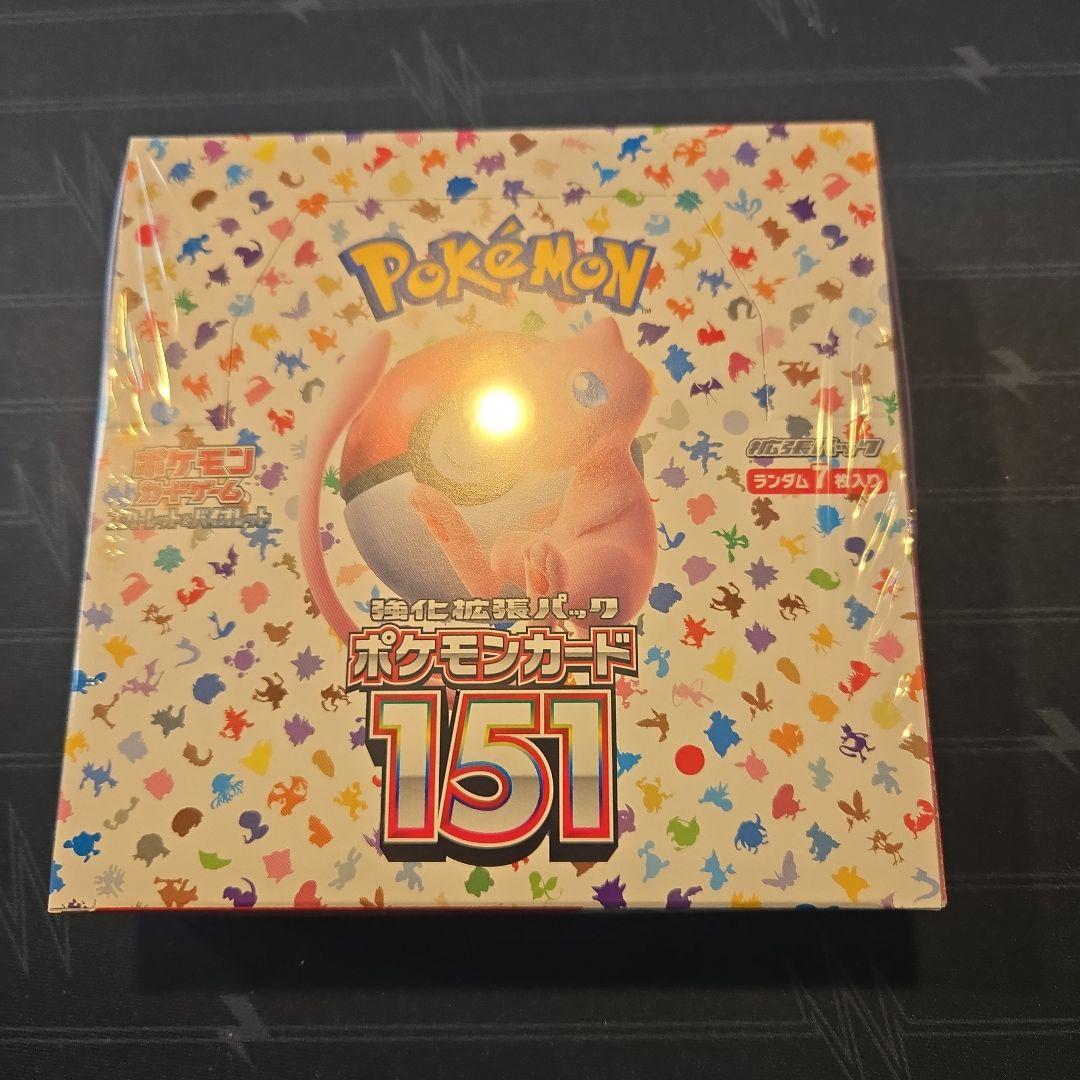 POKéMON
TM
ポケモン
カードゲーム
スカーレット&バイオレット
拡張パック
ランダム7枚入り
強化拡張パック
ポケモンカード
151